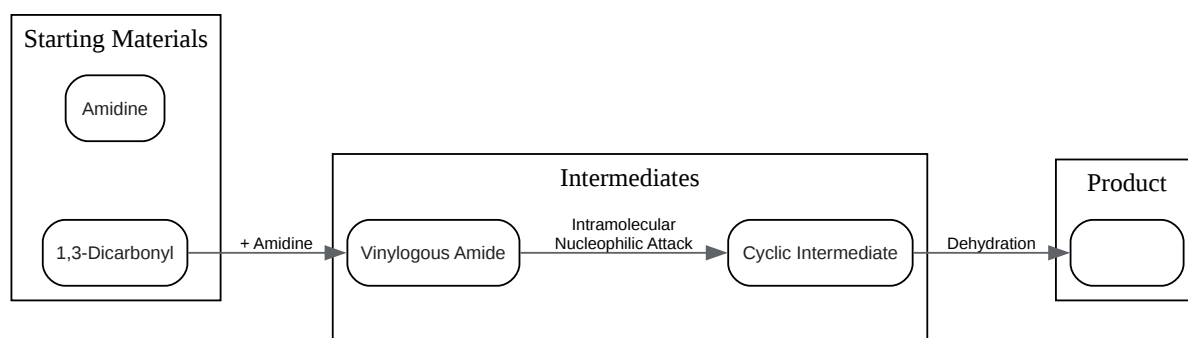 Starting Materials
Amidine
1,3-Dicarbonyl
+ Amidine
Intermediates
Vinylogous Amide
Intramolecular
Nucleophilic Attack
Cyclic Intermediate
Dehydration
Product